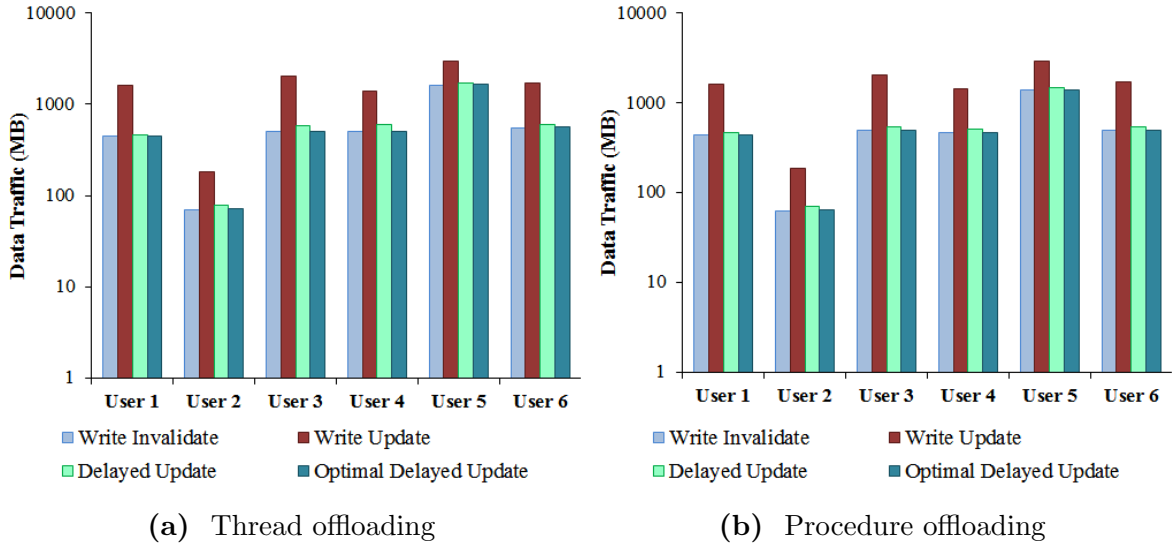 10000
1000
100
10
1
Data Traffic (MB)
User 1 User 2 User 3 User 4 User 5 User 6
Write Invalidate Write Update
Delayed Update Optimal Delayed Update
(a) Thread offloading
10000
1000
100
10
1
Data Traffic (MB)
User 1 User 2 User 3 User 4 User 5 User 6
Write Invalidate Write Update
Delayed Update Optimal Delayed Update
(b) Procedure offloading